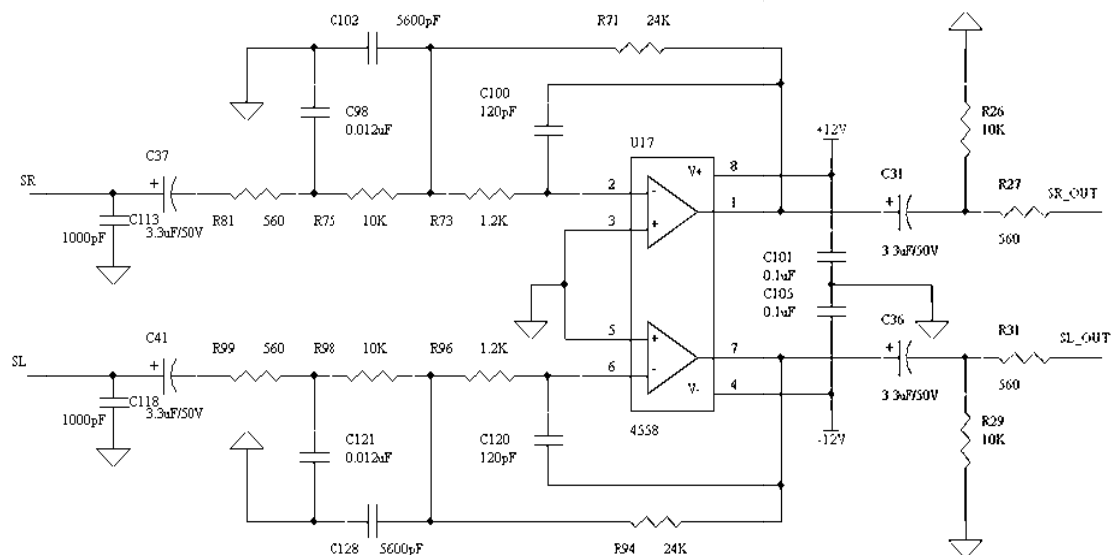 C102 5600pF R71 24K
C98
0.012uF
C100
120pF
R26
10K
U17
+12V
C37
C31
R27
SR
+
2
-
V+
8
+
SR_OUT
C113
1000pF
3.3uF/50V
R81 560 R75 10K R73 1.2K
3
+
1
3.3uF/50V
560
C101
0.1uF
C105
0.1uF
C41
C36
R31
SL
+
R99 560 R98 10K R96 1.2K
5
+
7
+
SL_OUT
6
-
V-
4
C118
1000pF
3.3uF/50V
3.3uF/50V
560
C121
0.012uF
C120
120pF
4558
-12V
R29
10K
C128 5600pF R94 24K